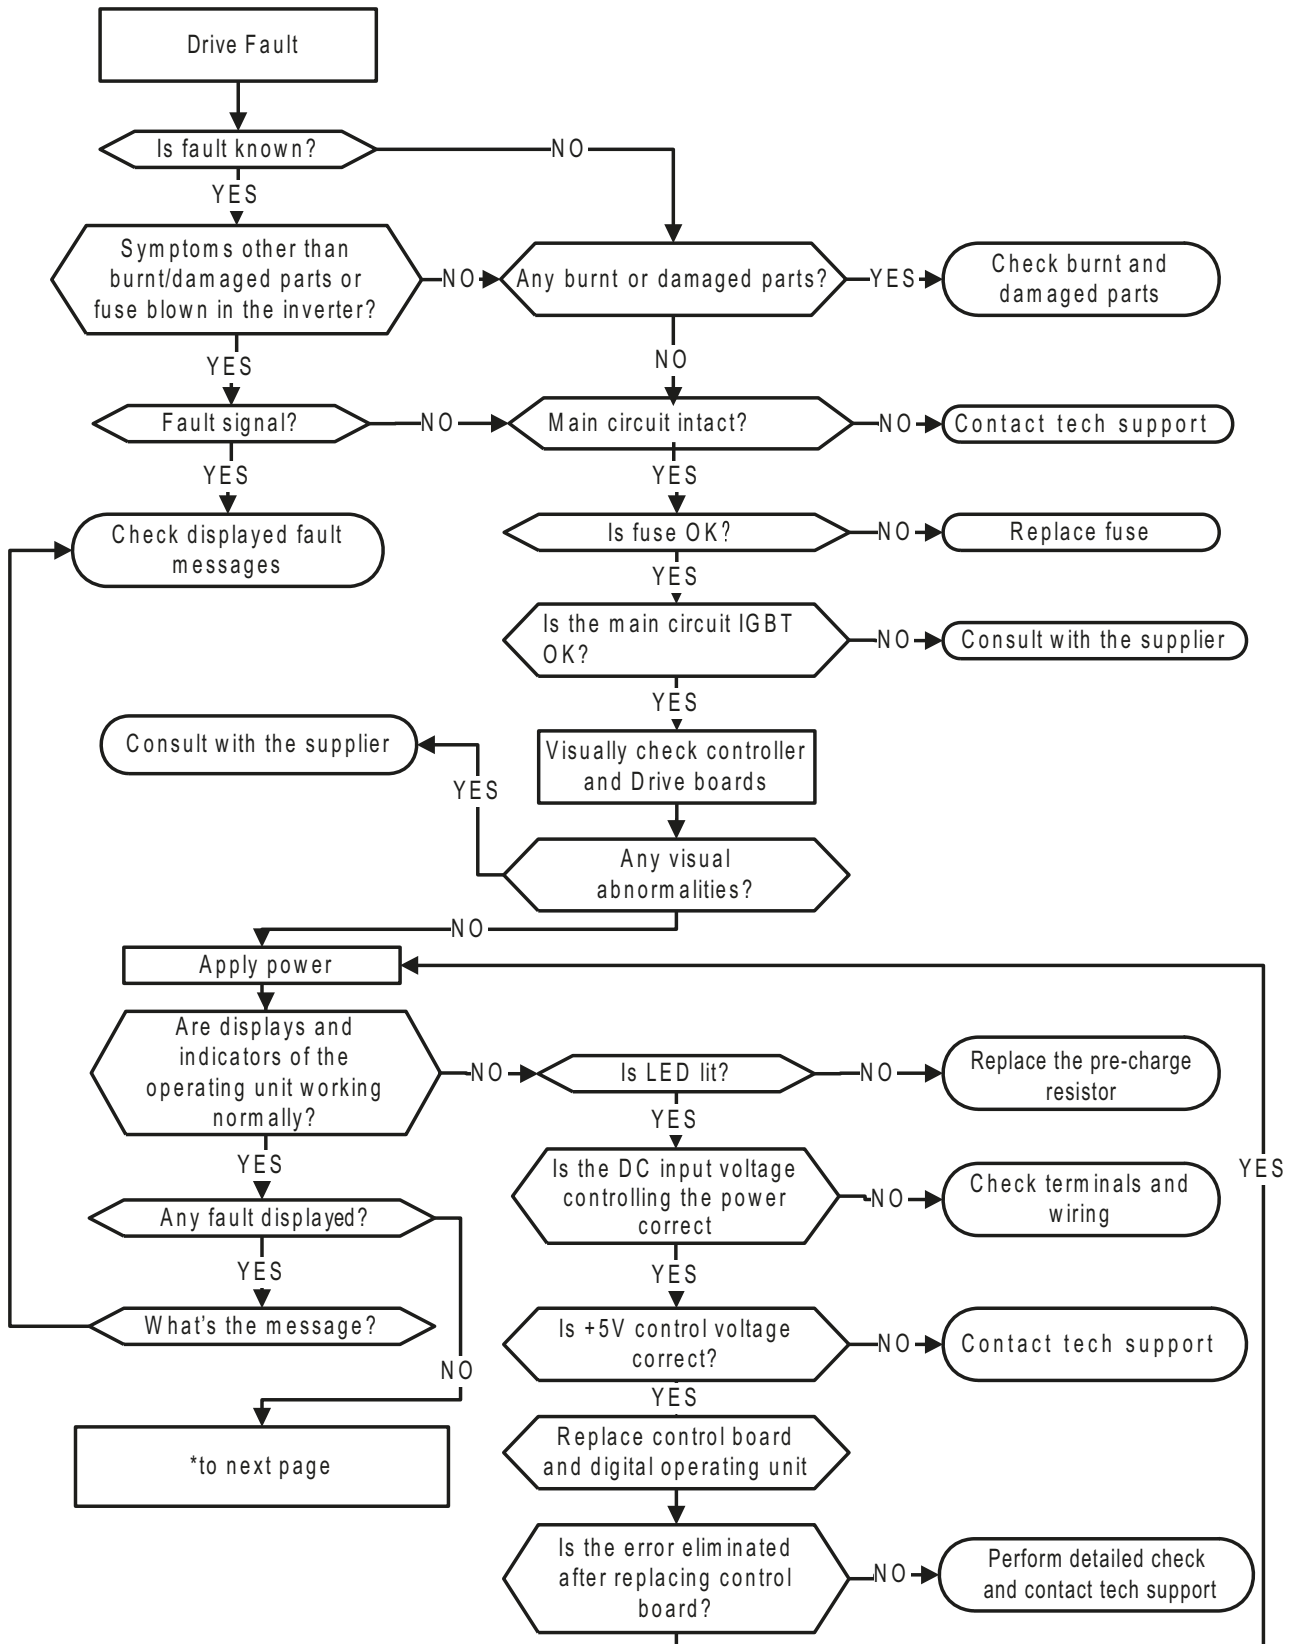 Drive Fault
Is fault known?
NO
YES
Symptoms other than
burnt/damaged parts or
fuse blown in the inverter?
NO
Any burnt or damaged parts?
YES
Check burnt and
damaged parts
YES
NO
Fault signal?
NO
Main circuit intact?
NO
Contact tech support
YES
YES
Check displayed fault
messages
Is fuse OK?
NO
Replace fuse
YES
Is the main circuit IGBT
OK?
NO
Consult with the supplier
YES
Consult with the supplier
Visually check controller
and Drive boards
YES
Any visual
abnormalities?
NO
Apply power
Are displays and
indicators of the
operating unit working
normally?
NO
Is LED lit?
NO
Replace the pre-charge
resistor
YES
YES
Is the DC input voltage
controlling the power
correct
NO
Check terminals and
wiring
YES
Any fault displayed?
YES
YES
What's the message?
Is +5V control voltage
correct?
NO
Contact tech support
NO
YES
*to next page
Replace control board
and digital operating unit
Is the error eliminated
after replacing control
board?
NO
Perform detailed check
and contact tech support